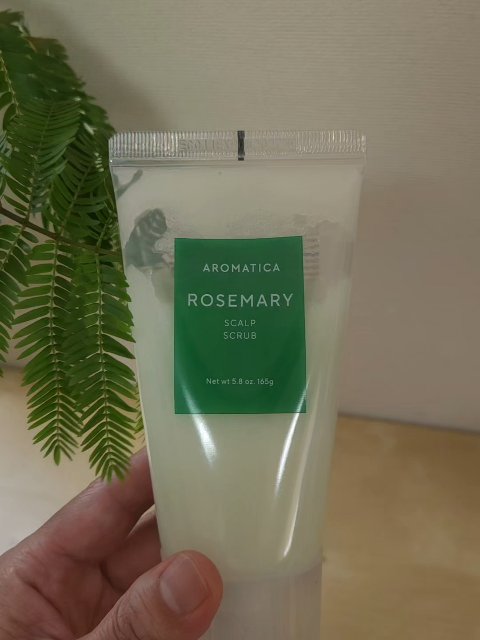 AROMATICA
ROSEMARY
SCALP
SCRUB
Net wt 5.8 oz. 165g